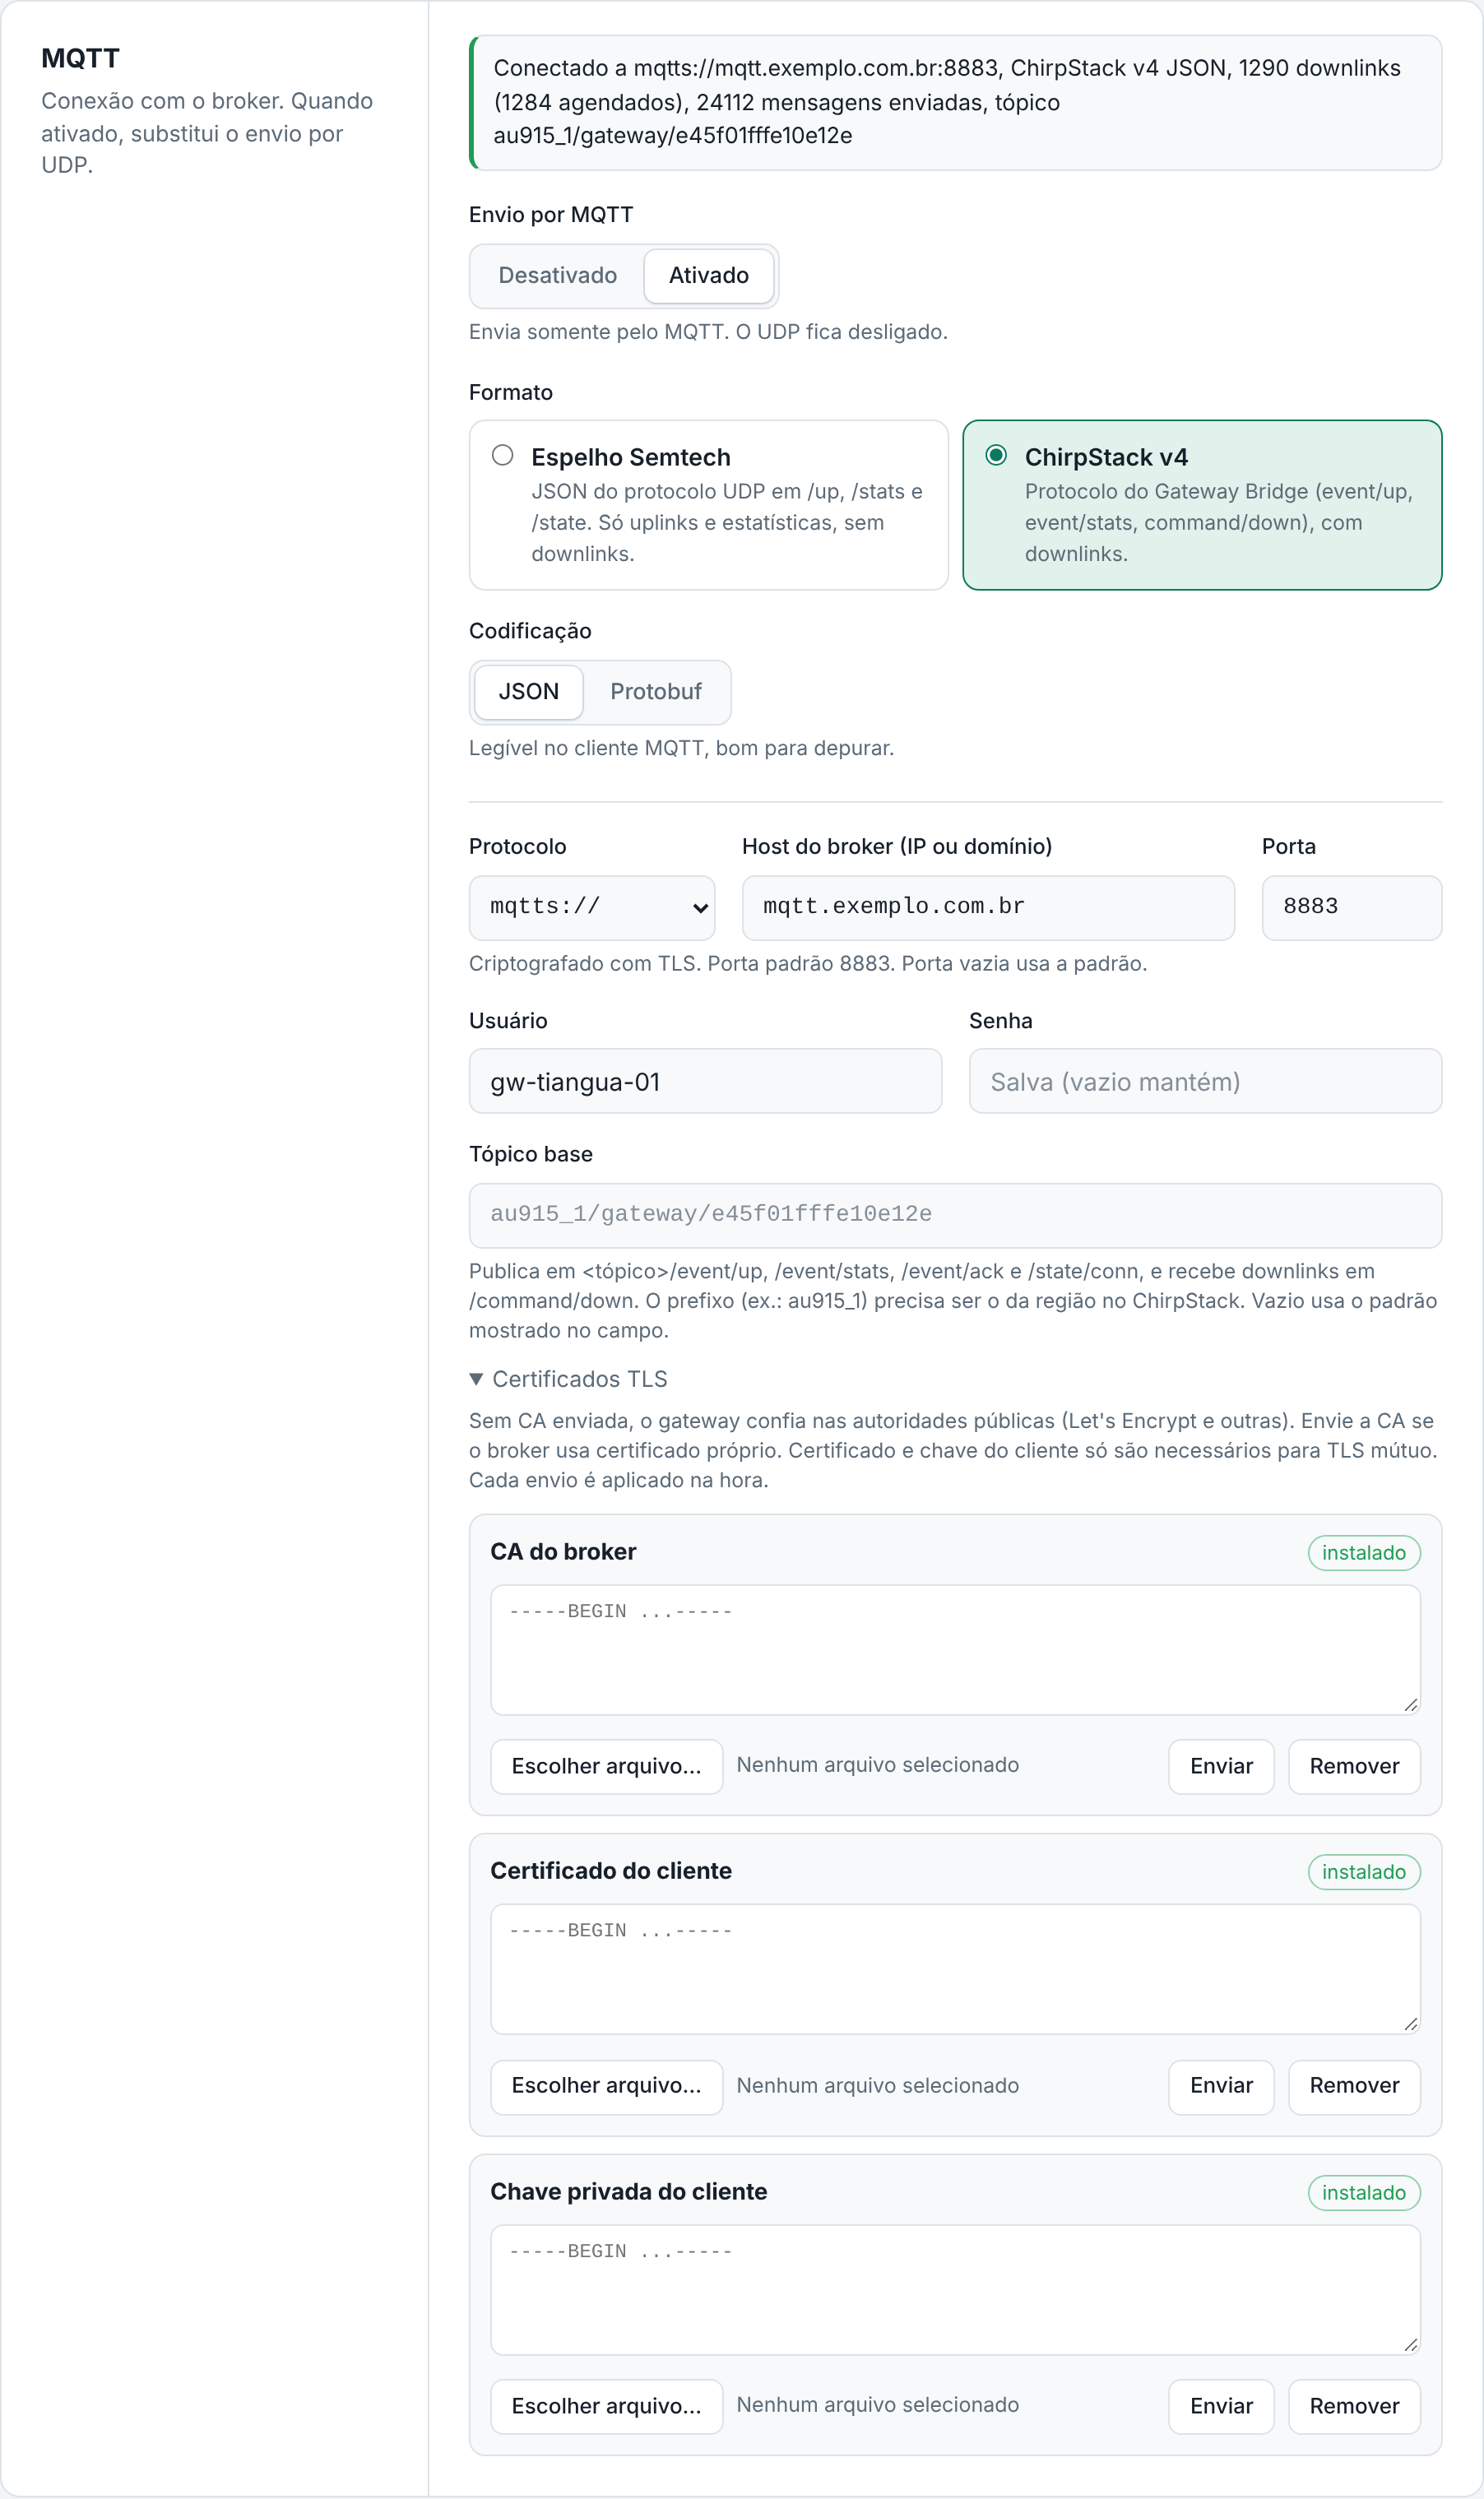 MQTT
Conexão com o broker. Quando
ativado, substitui o envio por
UDP.
Conectado a mqtts://mqtt.exemplo.com.br:8883, ChirpStack v4 JSON, 1290 downlinks
(1284 agendados), 24112 mensagens enviadas, tópico
au915_1/gateway/e45f01fffe10e12e
Envio por MQTT
Desativado Ativado
Envia somente pelo MQTT. O UDP fica desligado.
Formato
Espelho Semtech
JSON do protocolo UDP em /up, /stats e
/state. Só uplinks e estatísticas, sem
downlinks.
ChirpStack v4
Protocolo do Gateway Bridge (event/up,
event/stats, command/down), com
downlinks.
Codificação
JSON Protobuf
Legível no cliente MQTT, bom para depurar.
Protocolo Host do broker (IP ou domínio) Porta
mqtts:// mqtt.exemplo.com.br 8883
Criptografado com TLS. Porta padrão 8883. Porta vazia usa a padrão.
Usuário Senha
gw-tiangua-01 Salva (vazio mantém)
Tópico base
au915_1/gateway/e45f01fffe10e12e
Publica em <tópico>/event/up, /event/stats, /event/ack e /state/conn, e recebe downlinks em
/command/down. O prefixo (ex.: au915_1) precisa ser o da região no ChirpStack. Vazio usa o padrão
mostrado no campo.
▼ Certificados TLS
Sem CA enviada, o gateway confia nas autoridades públicas (Let's Encrypt e outras). Envie a CA se
o broker usa certificado próprio. Certificado e chave do cliente só são necessários para TLS mútuo.
Cada envio é aplicado na hora.
CA do broker instalado
-----BEGIN ...-----
Escolher arquivo... Nenhum arquivo selecionado Enviar Remover
Certificado do cliente instalado
-----BEGIN ...-----
Escolher arquivo... Nenhum arquivo selecionado Enviar Remover
Chave privada do cliente instalado
-----BEGIN ...-----
Escolher arquivo... Nenhum arquivo selecionado Enviar Remover